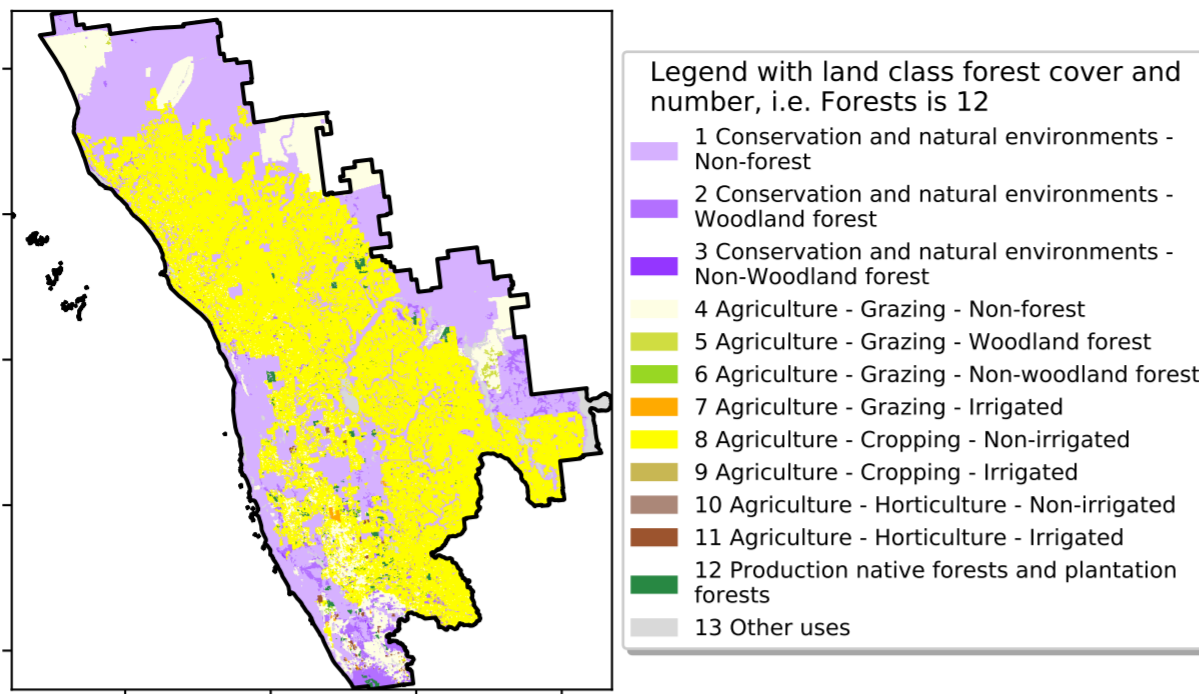 Legend with land class forest cover and
number, i.e. Forests is 12
1 Conservation and natural environments -
Non-forest
2 Conservation and natural environments -
Woodland forest
3 Conservation and natural environments -
Non-Woodland forest
4 Agriculture - Grazing - Non-forest
5 Agriculture - Grazing - Woodland forest
6 Agriculture - Grazing - Non-woodland forest
7 Agriculture - Grazing - Irrigated
8 Agriculture - Cropping - Non-irrigated
9 Agriculture - Cropping - Irrigated
10 Agriculture - Horticulture - Non-irrigated
11 Agriculture - Horticulture - Irrigated
12 Production native forests and plantation
forests
13 Other uses